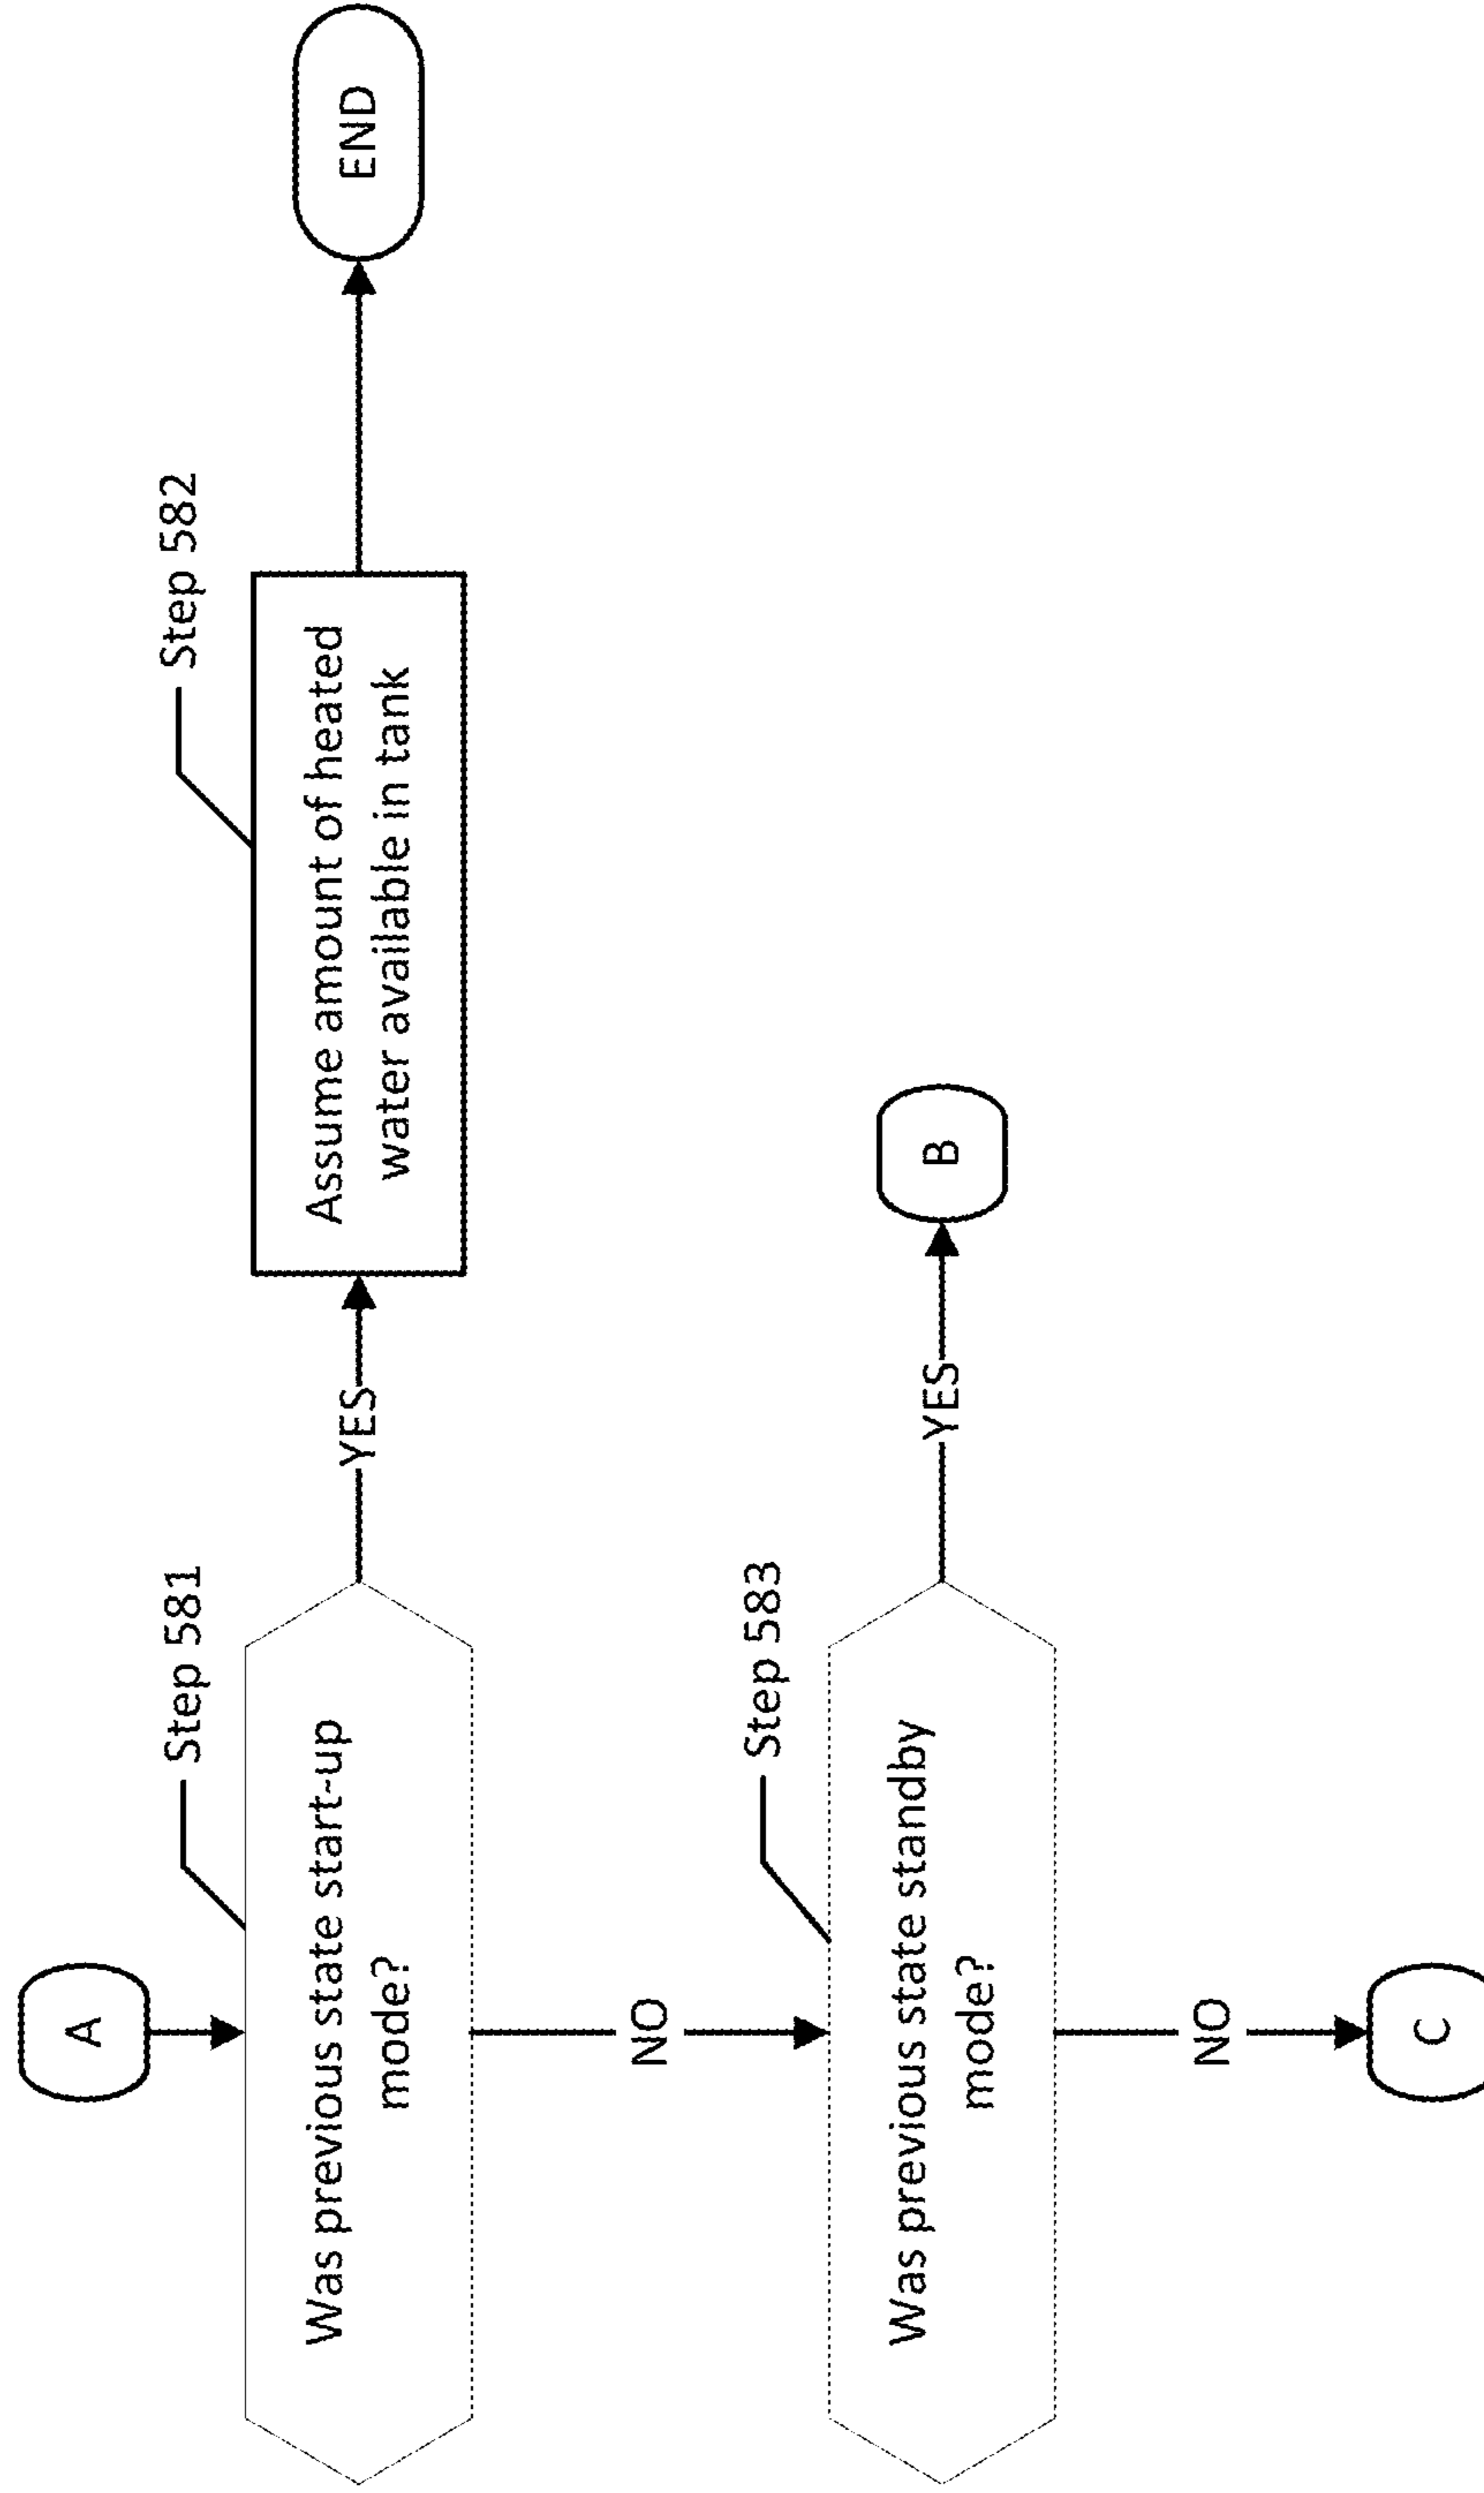 A
Step 581
Was previous state start-up
mode?
YES
Step 582
Assume amount of heated
water available in tank
END
NO
Step 583
Was previous state standby
mode?
YES
B
NO
C